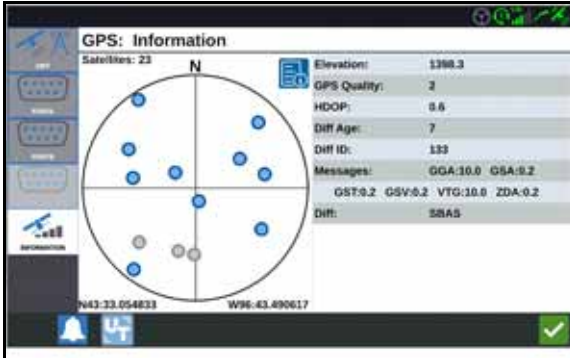 GPS: Information
Satellites: 23
N
Elevation: 1398.3
GPS Quality: 2
HDOP: 0.6
Diff Age: 7
Diff ID: 133
Messages: GGA:10.0 GSA:0.2
GST:0.2 GSV:0.2 VTG:10.0 ZDA:0.2
Diff: SBAS
INFORMATION
N43:33.054833 W96:43.490617
UT